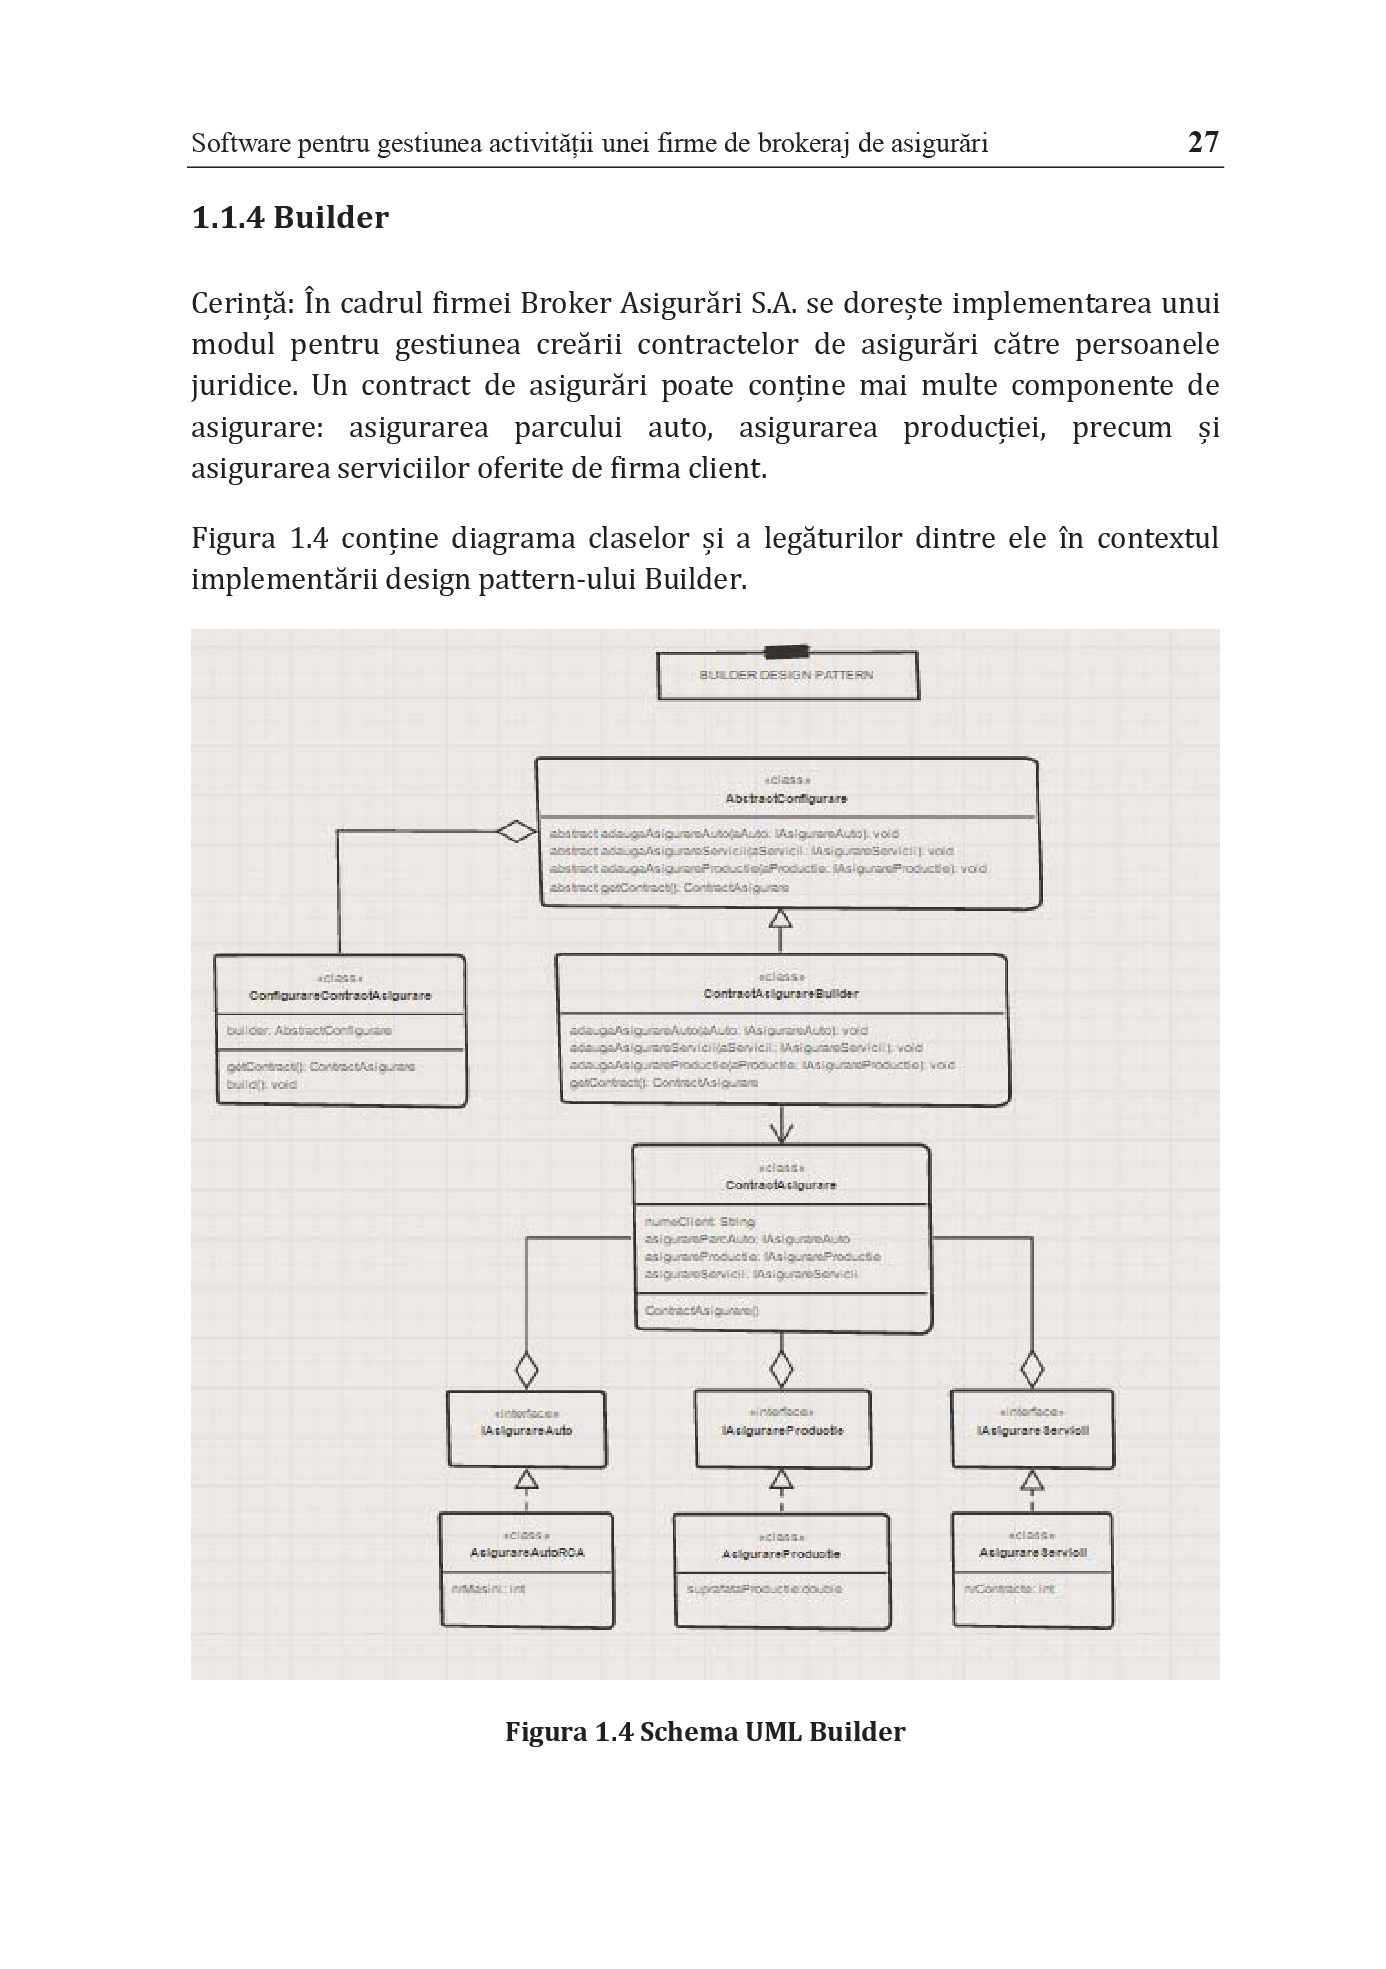 Software pentru gestiunea activității unei firme de brokeraj de asigurări 27
1.1.4 Builder
Cerință: În cadrul firmei Broker Asigurări S.A. se dorește implementarea unui
modul pentru gestiunea creării contractelor de asigurări către persoanele
juridice. Un contract de asigurări poate conține mai multe componente de
asigurare: asigurarea parcului auto, asigurarea producției, precum și
asigurarea serviciilor oferite de firma client.
Figura 1.4 conține diagrama claselor și a legăturilor dintre ele în contextul
implementării design pattern-ului Builder.
BUILDER DESIGN PATTERN
«class»
AbstractConfigurare
abstract adaugaAsigurareAuto(aAuto: IAsigurareAuto): void
abstract adaugaAsigurareServicii(aServicii: IAsigurareServicii): void
abstract adaugaAsigurareProductie(aProductie: IAsigurareProductie): void
abstract getContract(): ContractAsigurare
«class»
ConfigurareContractAsigurare
builder: AbstractConfigurare
getContract(): ContractAsigurare
build(): void
«class»
ContractAsigurareBuilder
adaugaAsigurareAuto(aAuto: IAsigurareAuto): void
adaugaAsigurareServicii(aServicii: IAsigurareServicii): void
adaugaAsigurareProductie(aProductie: IAsigurareProductie): void
getContract(): ContractAsigurare
«class»
ContractAsigurare
numeClient: String
asigurareParcAuto: IAsigurareAuto
asigurareProductie: IAsigurareProductie
asigurareServicii: IAsigurareServicii
ContractAsigurare()
«interface»
IAsigurareAuto
«interface»
IAsigurareProductie
«interface»
IAsigurareServicii
«class»
AsigurareAutoRCA
nrMasini: int
«class»
AsigurareProductie
suprafataProductie:double
«class»
AsigurareServicii
nrContracte: int
Figura 1.4 Schema UML Builder